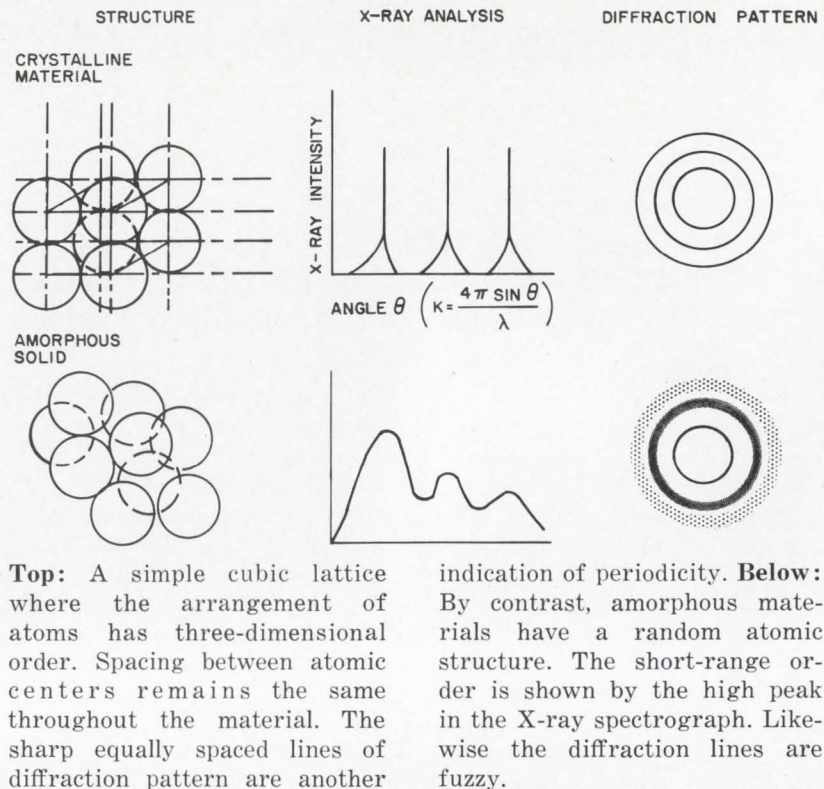 STRUCTURE
X-RAY ANALYSIS
DIFFRACTION PATTERN
CRYSTALLINE
MATERIAL
X-RAY INTENSITY
ANGLE θ (K = 4π SIN θ / λ)
AMORPHOUS
SOLID
Top: A simple cubic lattice
where the arrangement of
atoms has three-dimensional
order. Spacing between atomic
centers remains the same
throughout the material. The
sharp equally spaced lines of
diffraction pattern are another
indication of periodicity. Below:
By contrast, amorphous mate-
rials have a random atomic
structure. The short-range or-
der is shown by the high peak
in the X-ray spectrograph. Like-
wise the diffraction lines are
fuzzy.